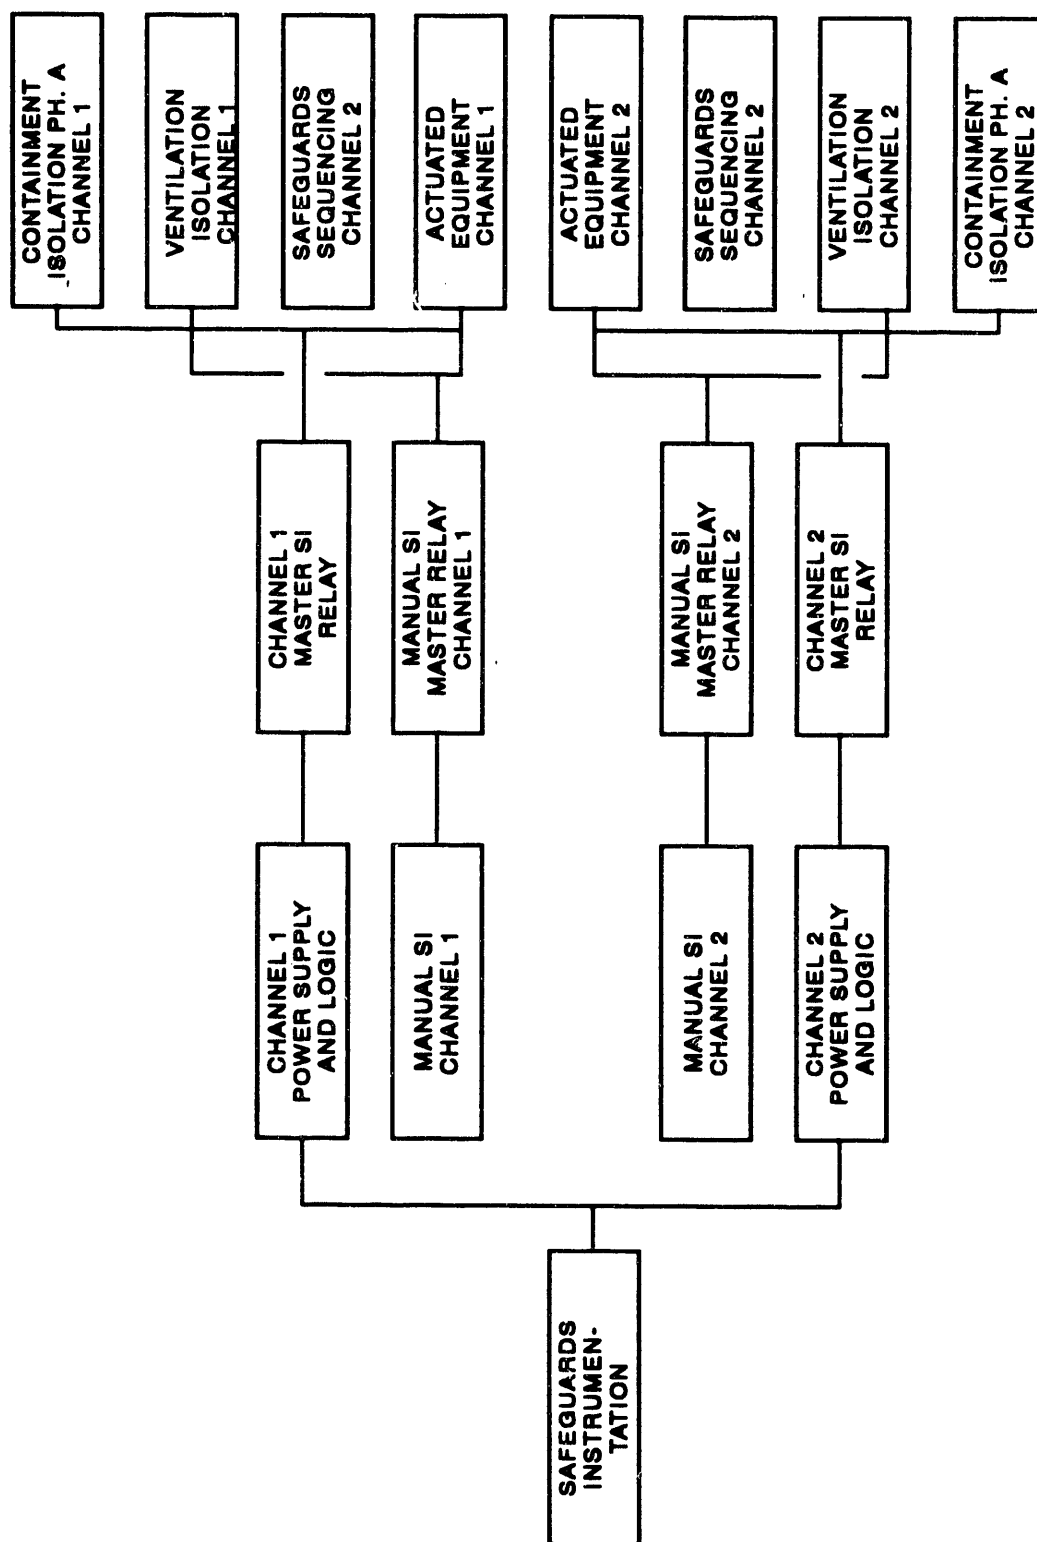 CONTAINMENT
ISOLATION PH. A
CHANNEL 1
VENTILATION
ISOLATION
CHANNEL 1
SAFEGUARDS
SEQUENCING
CHANNEL 2
ACTUATED
EQUIPMENT
CHANNEL 1
ACTUATED
EQUIPMENT
CHANNEL 2
SAFEGUARDS
SEQUENCING
CHANNEL 2
VENTILATION
ISOLATION
CHANNEL 2
CONTAINMENT
ISOLATION PH. A
CHANNEL 2
CHANNEL 1
MASTER SI
RELAY
MANUAL SI
MASTER RELAY
CHANNEL 1
MANUAL SI
MASTER RELAY
CHANNEL 2
CHANNEL 2
MASTER SI
RELAY
CHANNEL 1
POWER SUPPLY
AND LOGIC
MANUAL SI
CHANNEL 1
MANUAL SI
CHANNEL 2
CHANNEL 2
POWER SUPPLY
AND LOGIC
SAFEGUARDS
INSTRUMEN-
TATION